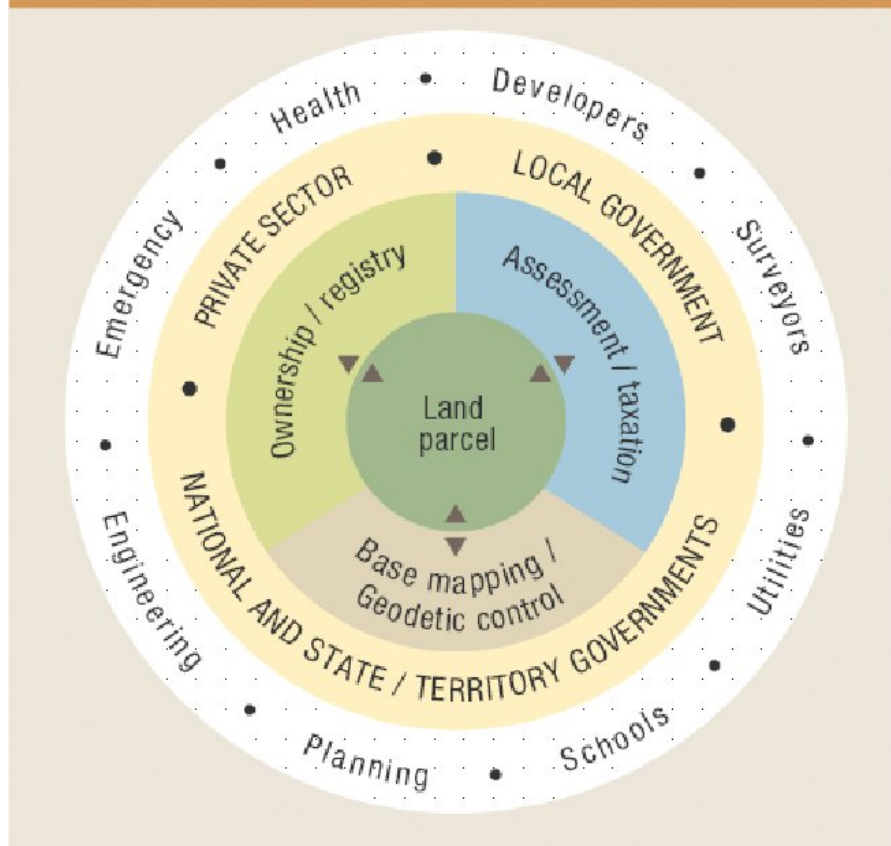 Health
Developers
Surveyors
Utilities
Schools
Planning
Engineering
Emergency
PRIVATE SECTOR
LOCAL GOVERNMENT
NATIONAL AND STATE / TERRITORY GOVERNMENTS
Ownership / registry
Assessment / taxation
Base mapping /
Geodetic control
Land
parcel